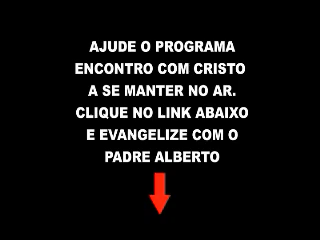 AJUDE O PROGRAMA
ENCONTRO COM CRISTO
A SE MANTER NO AR.
CLIQUE NO LINK ABAIXO
E EVANGELIZE COM O
PADRE ALBERTO